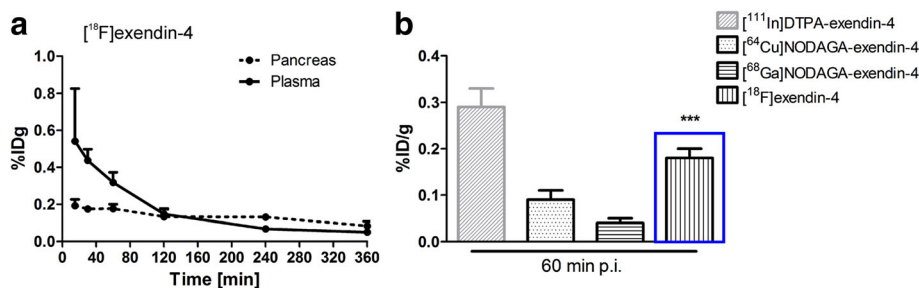 a
[¹⁸F]exendin-4
Pancreas
Plasma
%IDg
1.0
0.8
0.6
0.4
0.2
0.0
0 40 80 120 160 200 240 280 320 360
Time [min]
b
[¹¹¹In]DTPA-exendin-4
[⁶⁴Cu]NODAGA-exendin-4
[⁶⁸Ga]NODAGA-exendin-4
[¹⁸F]exendin-4
%ID/g
0.4
0.3
0.2
0.1
0.0
***
60 min p.i.